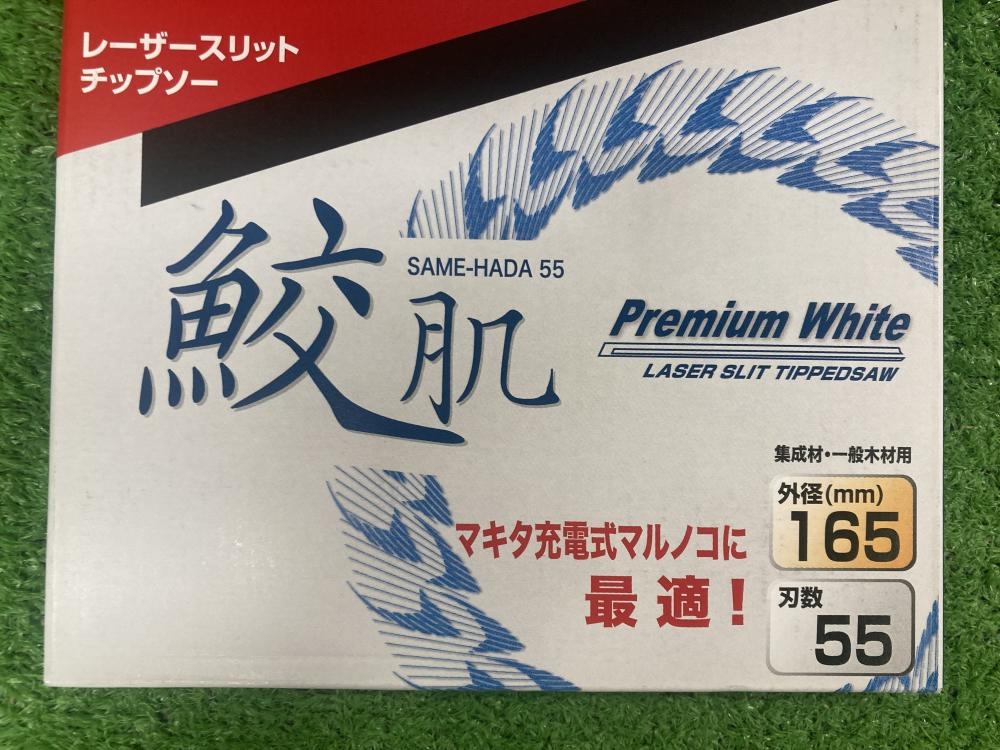 レーザースリット
チップソー
鮫肌
SAME-HADA 55
Premium White
LASER SLIT TIPPEDSAW
集成材・一般木材用
外径(mm)
165
マキタ充電式マルノコに
最適！
刃数
55